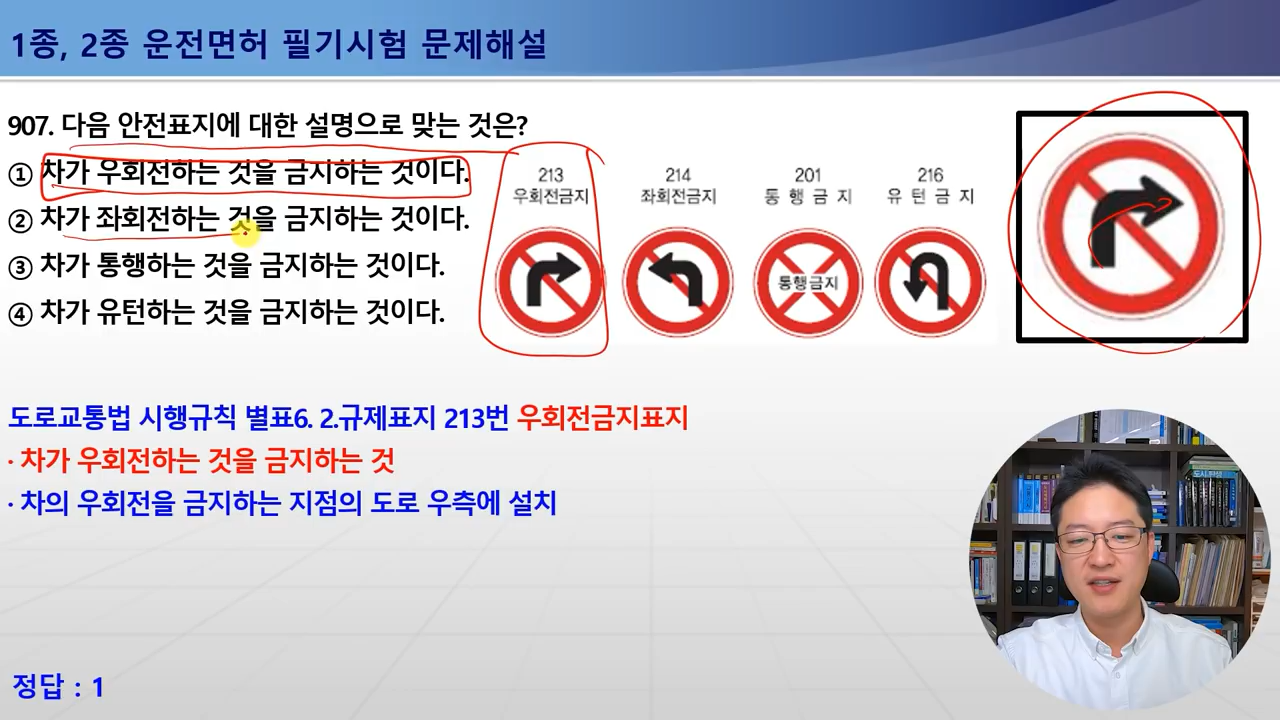 1종, 2종 운전면허 필기시험 문제해설
907. 다음 안전표지에 대한 설명으로 맞는 것은?
① 차가 우회전하는 것을 금지하는 것이다.
② 차가 좌회전하는 것을 금지하는 것이다.
③ 차가 통행하는 것을 금지하는 것이다.
④ 차가 유턴하는 것을 금지하는 것이다.
213
우회전금지
214
좌회전금지
201
통 행 금 지
통행금지
216
유 턴 금 지
도로교통법 시행규칙 별표6. 2.규제표지 213번 우회전금지표지
· 차가 우회전하는 것을 금지하는 것
· 차의 우회전을 금지하는 지점의 도로 우측에 설치
정답 : 1